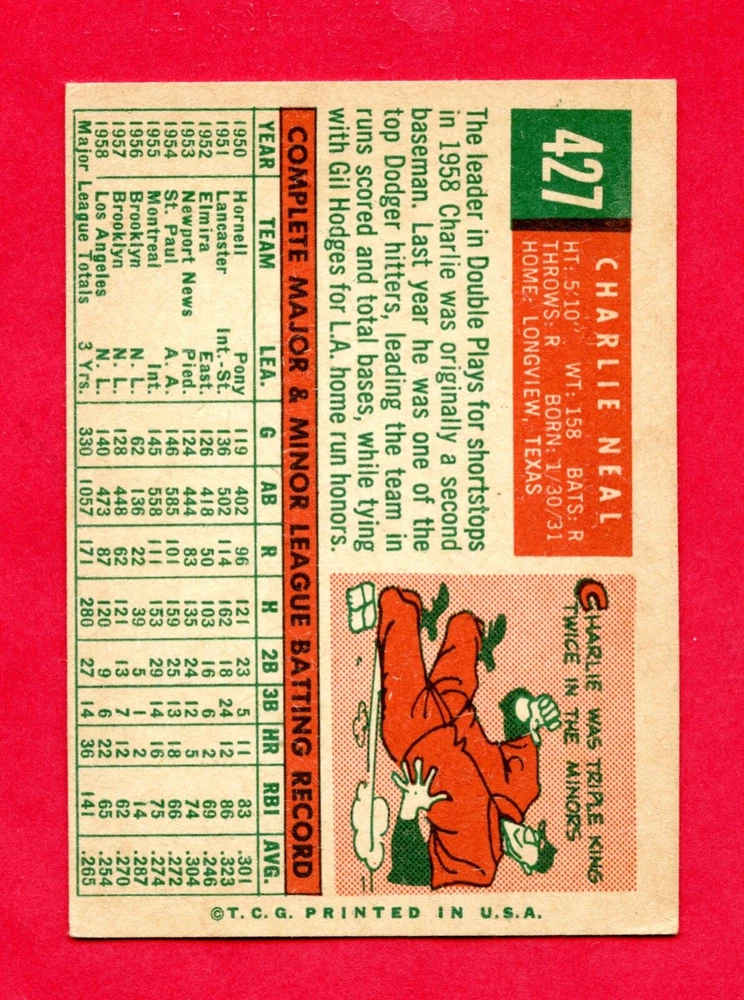 427
CHARLIE NEAL
HT: 5'10" WT: 158 BATS: R
THROWS: R BORN: 1/30/31
HOME: LONGVIEW, TEXAS
The leader in Double Plays for shortstops
in 1958 Charlie was originally a second
baseman. Last year he was one of the
top Dodger hitters, leading the team in
runs scored and total bases, while tying
with Gil Hodges for L.A. home run honors.
CHARLIE WAS TRIPLE KING
TWICE IN THE MINORS
COMPLETE MAJOR & MINOR LEAGUE BATTING RECORD
YEAR TEAM LEA. G AB R H 2B 3B HR RBI AVG.
1950 Hornell Pony 119 402 96 121 23 5 11 83 .301
1951 Lancaster Int.-St. 136 502 114 162 18 24 12 86 .323
1952 Elmira East. 126 418 50 103 16 6 2 69 .246
1953 Newport News Pied. 124 444 83 135 24 12 13 74 .304
1954 St. Paul A. A. 146 585 101 159 25 5 18 66 .272
1955 Montreal Int. 145 558 111 153 29 14 16 75 .274
1956 Brooklyn N. L. 62 136 22 39 5 1 2 14 .287
1957 Brooklyn N. L. 128 448 62 121 13 7 12 62 .270
1958 Los Angeles N. L. 140 473 87 120 9 6 22 65 .254
Major League Totals 3 Yrs. 330 1057 171 280 27 14 36 141 .265
©T.C.G. PRINTED IN U.S.A.